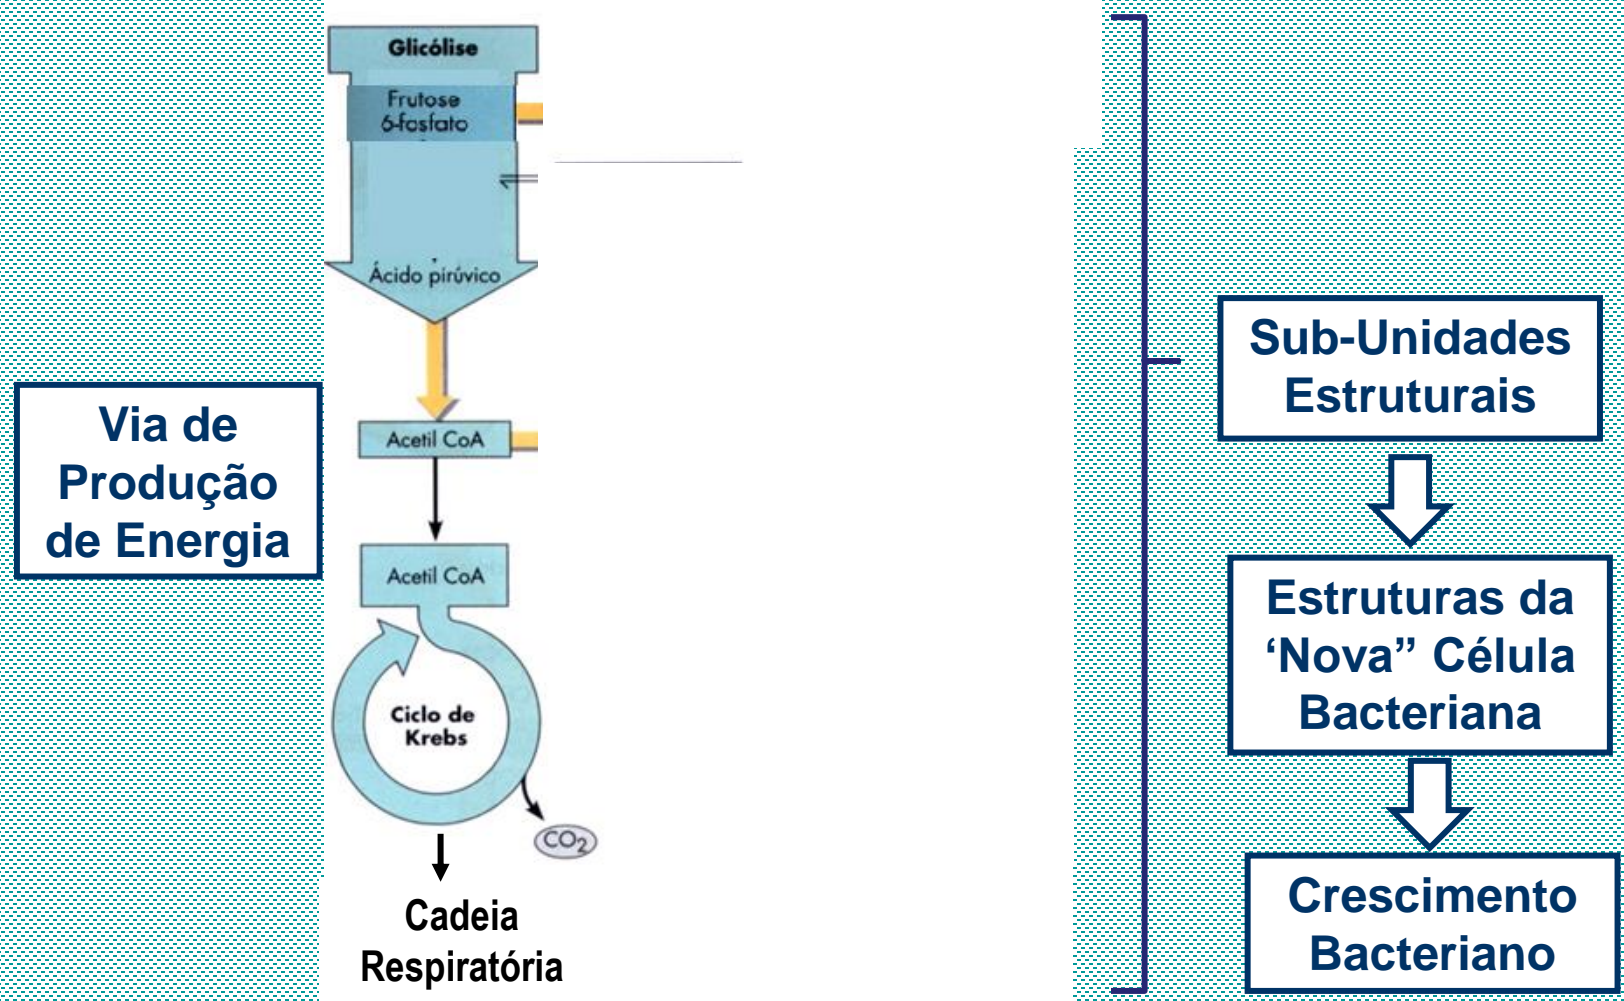 Glicólise
Frutose
6-fosfato
Ácido pirúvico
Acetil CoA
Acetil CoA
Ciclo de
Krebs
CO₂
Cadeia
Respiratória
Via de
Produção
de Energia
Sub-Unidades
Estruturais
Estruturas da
‘Nova” Célula
Bacteriana
Crescimento
Bacteriano